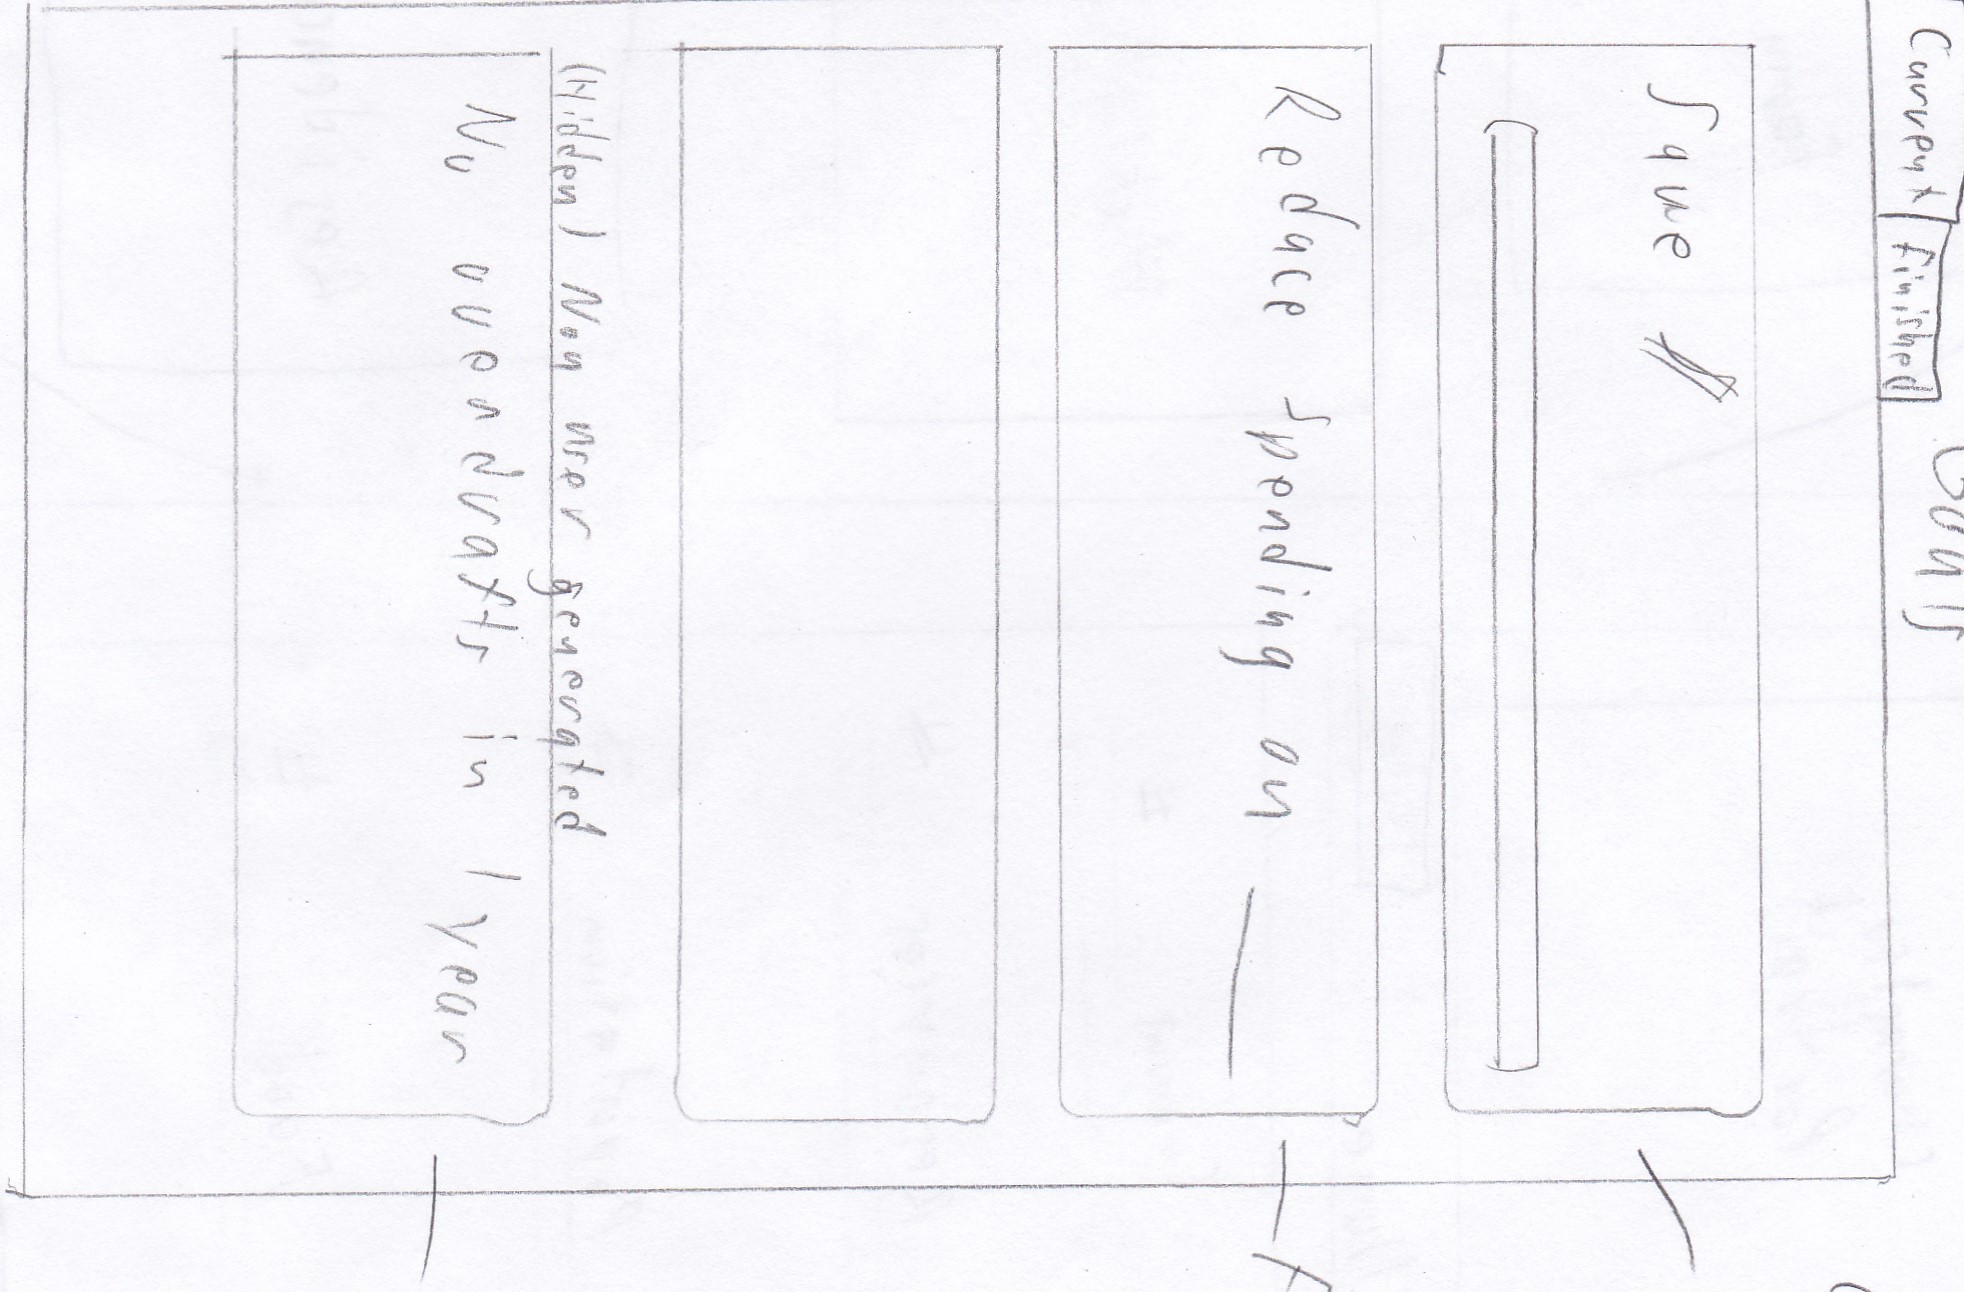 Goals
Current
finished
Save #
Reduce spending on ____
(Hidden) Non user generated
No overdrafts in 1 year